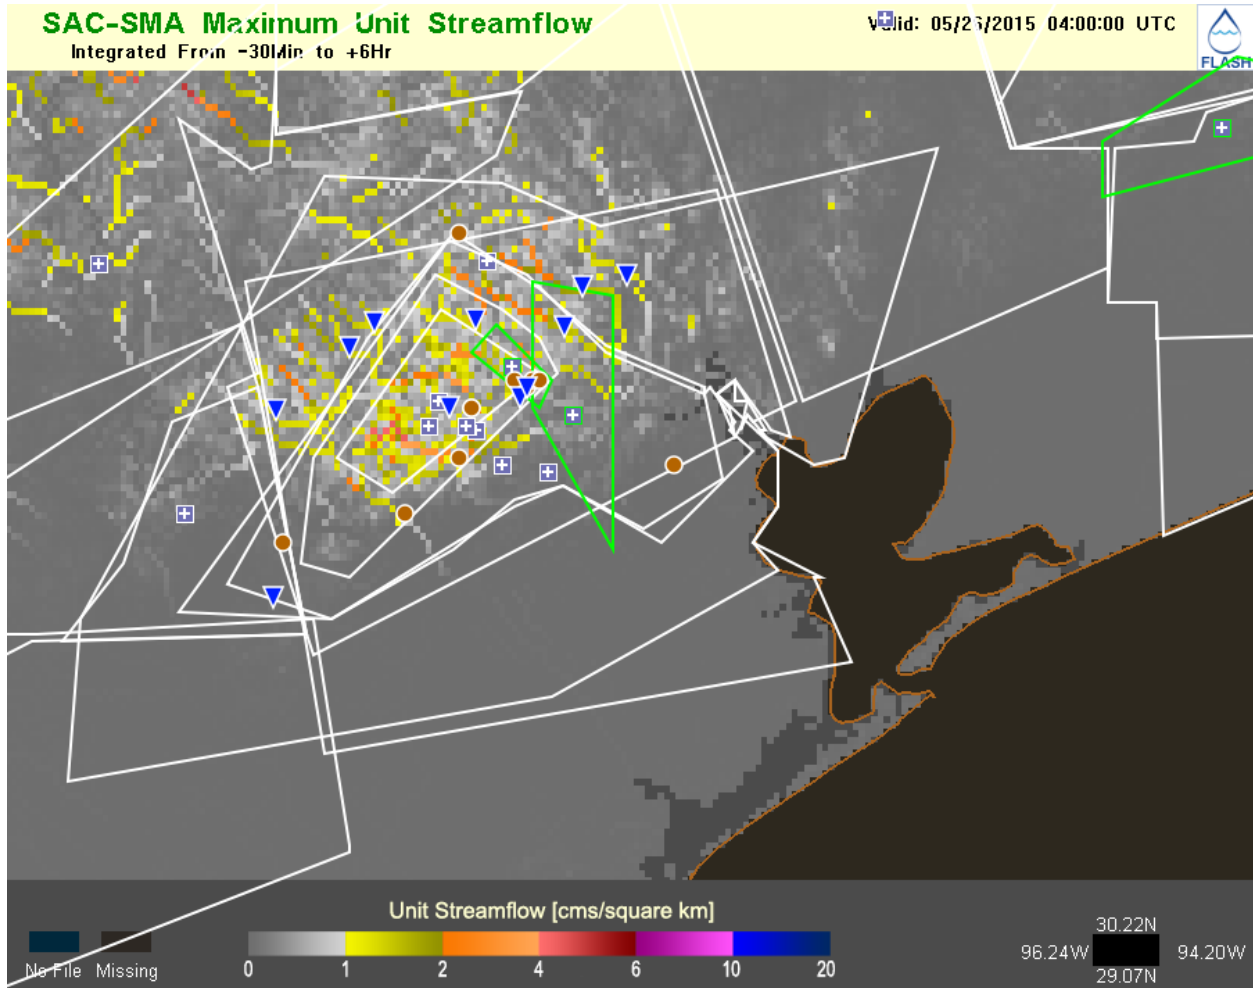 SAC-SMA Maximum Unit Streamflow
Valid: 05/26/2015 04:00:00 UTC
Integrated From -30Min to +6Hr
FLASH
Unit Streamflow [cms/square km]
No File Missing
0 1 2 4 6 10 20
30.22N
96.24W 94.20W
29.07N